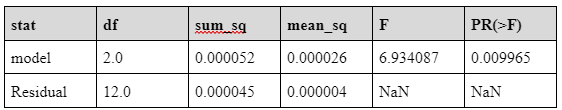 stat df sum_sq mean_sq F PR(>F)
model 2.0 0.000052 0.000026 6.934087 0.009965
Residual 12.0 0.000045 0.000004 NaN NaN